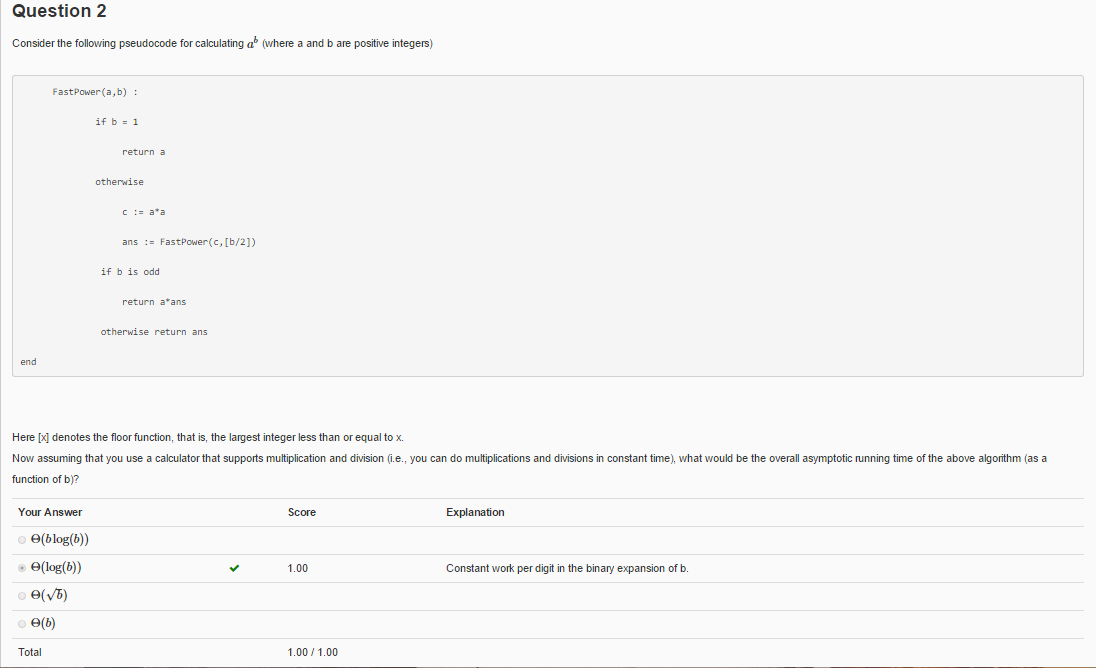 Question 2
Consider the following pseudocode for calculating a^b (where a and b are positive integers)
FastPower(a,b) :
if b = 1
return a
otherwise
c := a*a
ans := FastPower(c,[b/2])
if b is odd
return a*ans
otherwise return ans
end
Here [x] denotes the floor function, that is, the largest integer less than or equal to x.
Now assuming that you use a calculator that supports multiplication and division (i.e., you can do multiplications and divisions in constant time), what would be the overall asymptotic running time of the above algorithm (as a
function of b)?
Your Answer Score Explanation
Θ(b log(b))
Θ(log(b)) ✔ 1.00 Constant work per digit in the binary expansion of b.
Θ(√b)
Θ(b)
Total 1.00 / 1.00